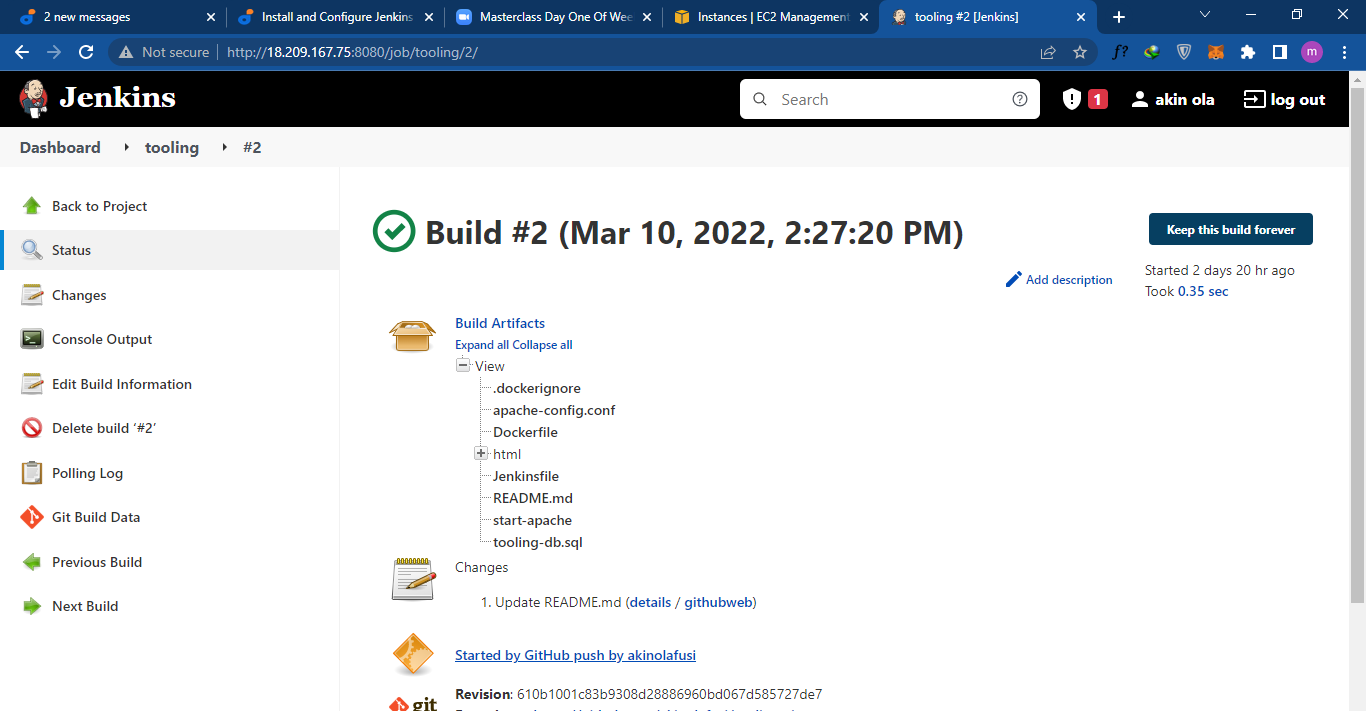 2 new messages
Install and Configure Jenkins
Masterclass Day One Of Wee
Instances | EC2 Management
tooling #2 [Jenkins]
Not secure
http://18.209.167.75:8080/job/tooling/2/
f?
m
Jenkins
Search
1
akin ola
log out
Dashboard
tooling
#2
Back to Project
Status
Changes
Console Output
Edit Build Information
Delete build ‘#2’
Polling Log
Git Build Data
Previous Build
Next Build
Build #2 (Mar 10, 2022, 2:27:20 PM)
Keep this build forever
Add description
Started 2 days 20 hr ago
Took 0.35 sec
Build Artifacts
Expand all Collapse all
View
.dockerignore
apache-config.conf
Dockerfile
html
Jenkinsfile
README.md
start-apache
tooling-db.sql
Changes
1. Update README.md (details / githubweb)
Started by GitHub push by akinolafusi
git
Revision: 610b1001c83b9308d28886960bd067d585727de7